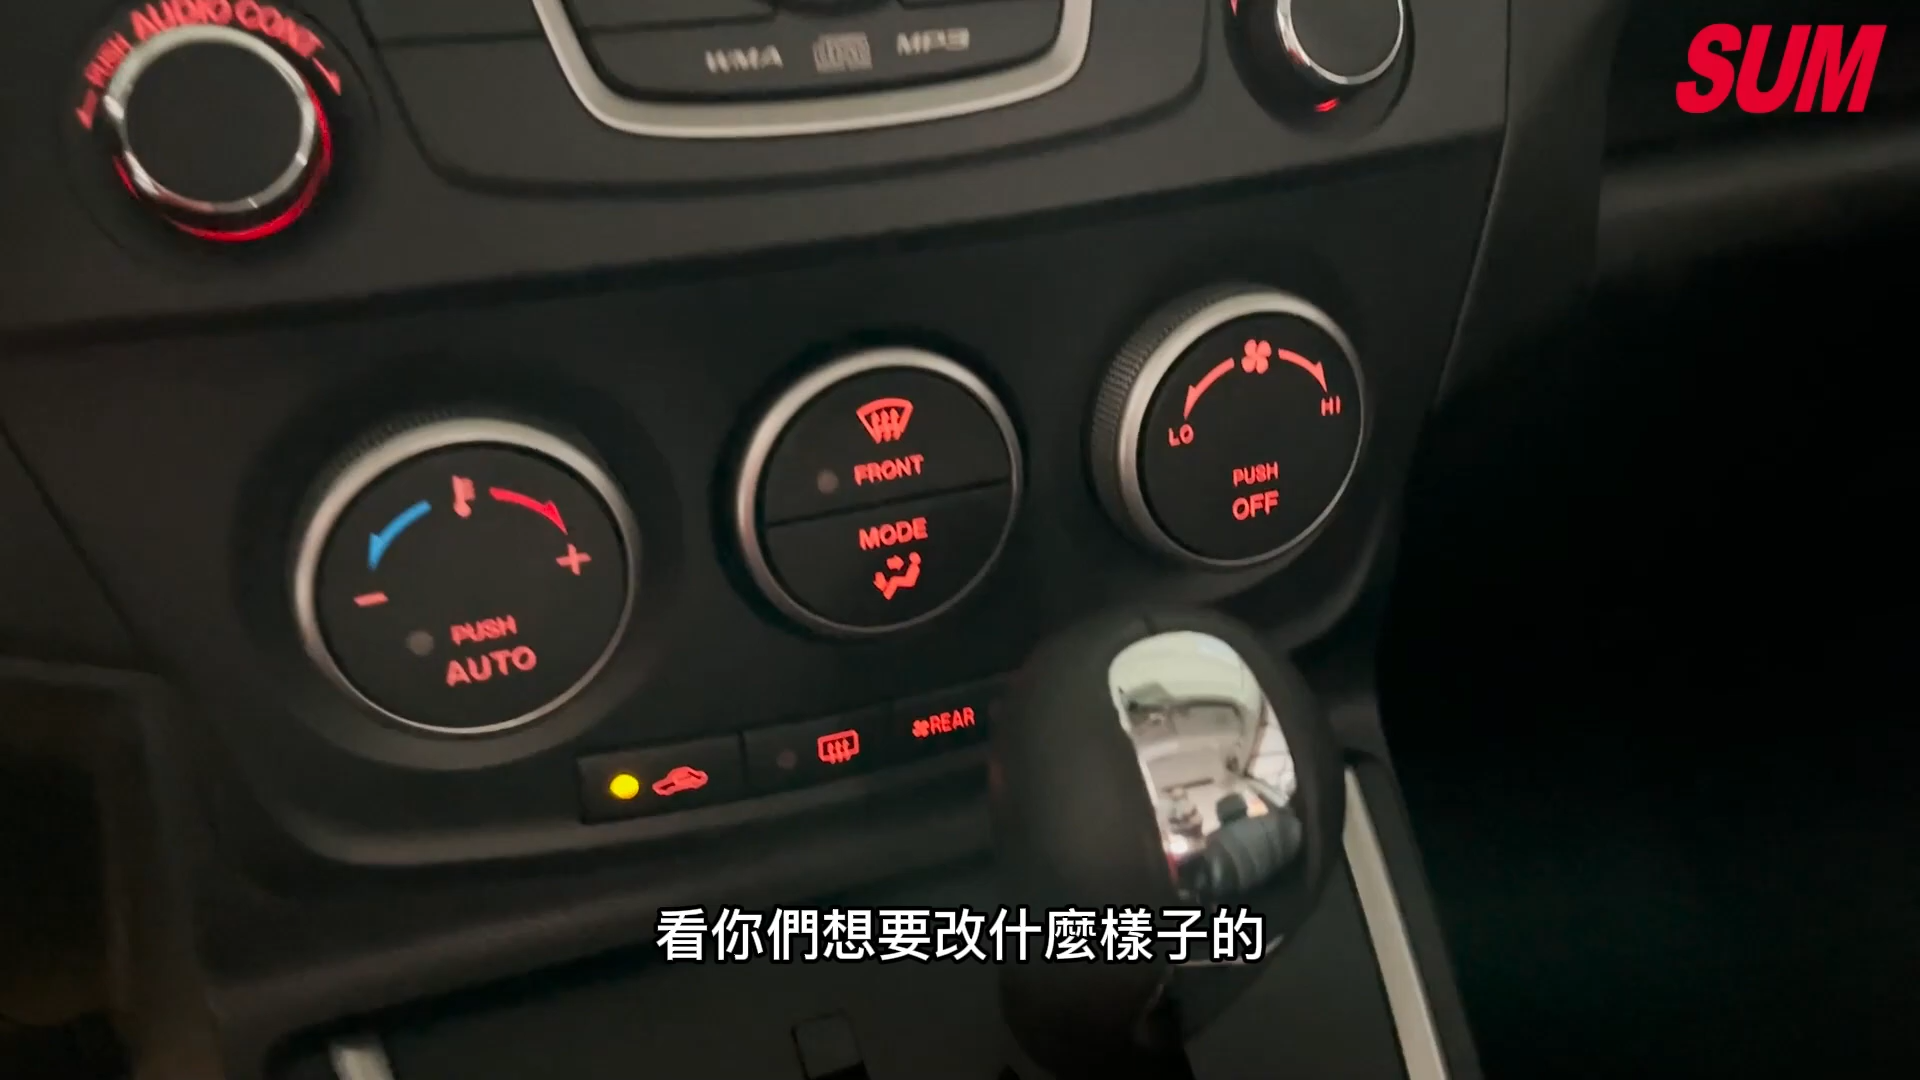 PUSH AUDIO CONT
WMA MP3
SUM
LO HI
PUSH
OFF
FRONT
MODE
PUSH
AUTO
REAR
看你們想要改什麼樣子的